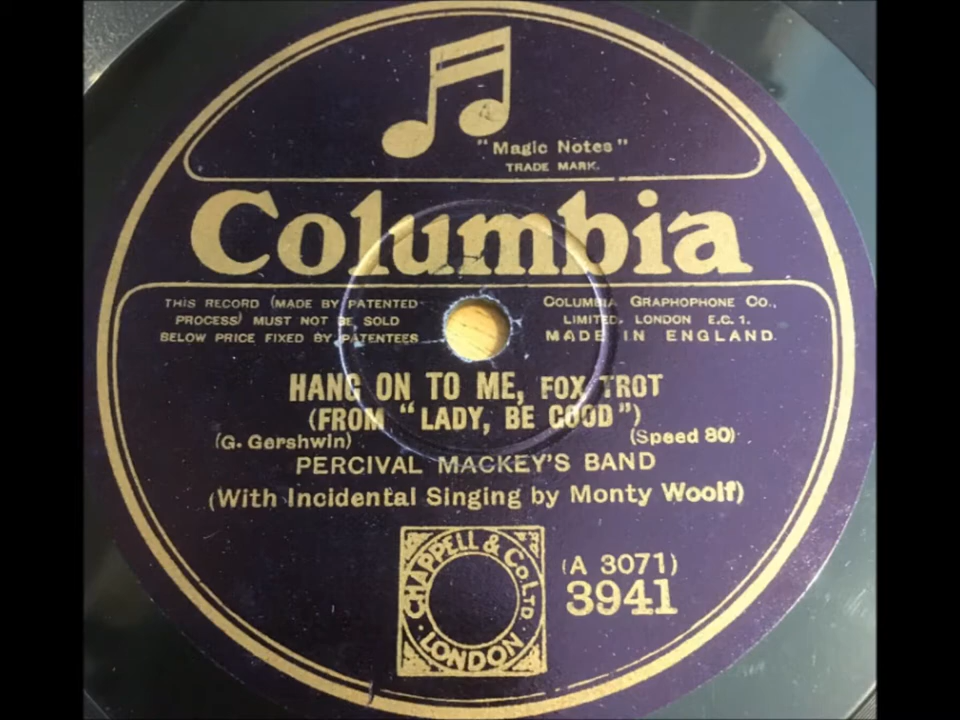 "Magic Notes"
TRADE MARK.
Columbia
THIS RECORD (MADE BY PATENTED
PROCESS) MUST NOT BE SOLD
BELOW PRICE FIXED BY PATENTEES
COLUMBIA GRAPHOPHONE CO.,
LIMITED. LONDON E.C. 1.
MADE IN ENGLAND.
HANG ON TO ME, FOX TROT
(FROM "LADY, BE GOOD")
(G. Gershwin)
(Speed 80)
PERCIVAL MACKEY'S BAND
(With Incidental Singing by Monty Woolf)
CHAPPELL & CO. LTD
· LONDON ·
(A 3071)
3941